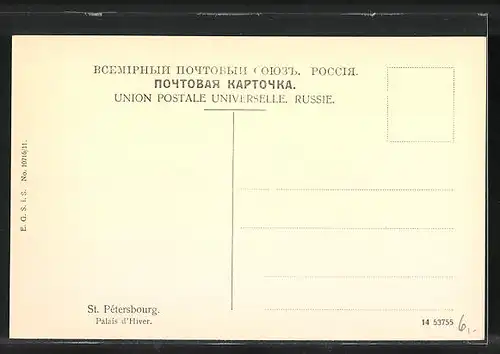 ВСЕМІРНЫЙ ПОЧТОВЫЙ СОЮЗЪ. РОССІЯ.
ПОЧТОВАЯ КАРТОЧКА.
UNION POSTALE UNIVERSELLE. RUSSIE.
E. G. S. i. S. No. 10716/11.
St. Pétersbourg.
Palais d'Hiver.
14 53755
6,-